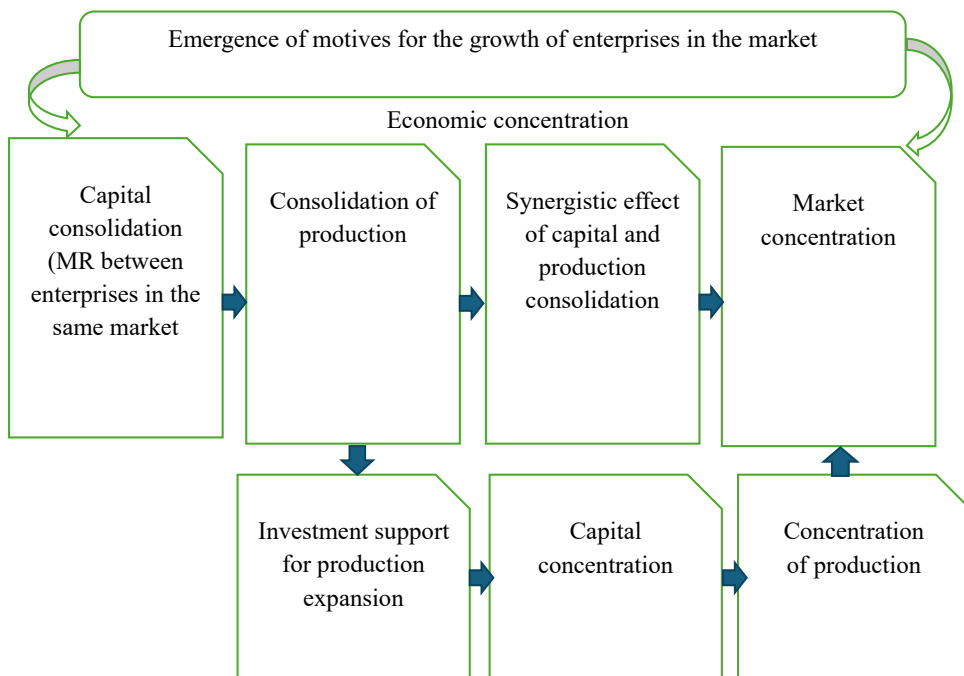 Emergence of motives for the growth of enterprises in the market
Economic concentration
Capital
consolidation
(MR between
enterprises in the
same market
Consolidation of
production
Synergistic effect
of capital and
production
consolidation
Market
concentration
Investment support
for production
expansion
Capital
concentration
Concentration
of production